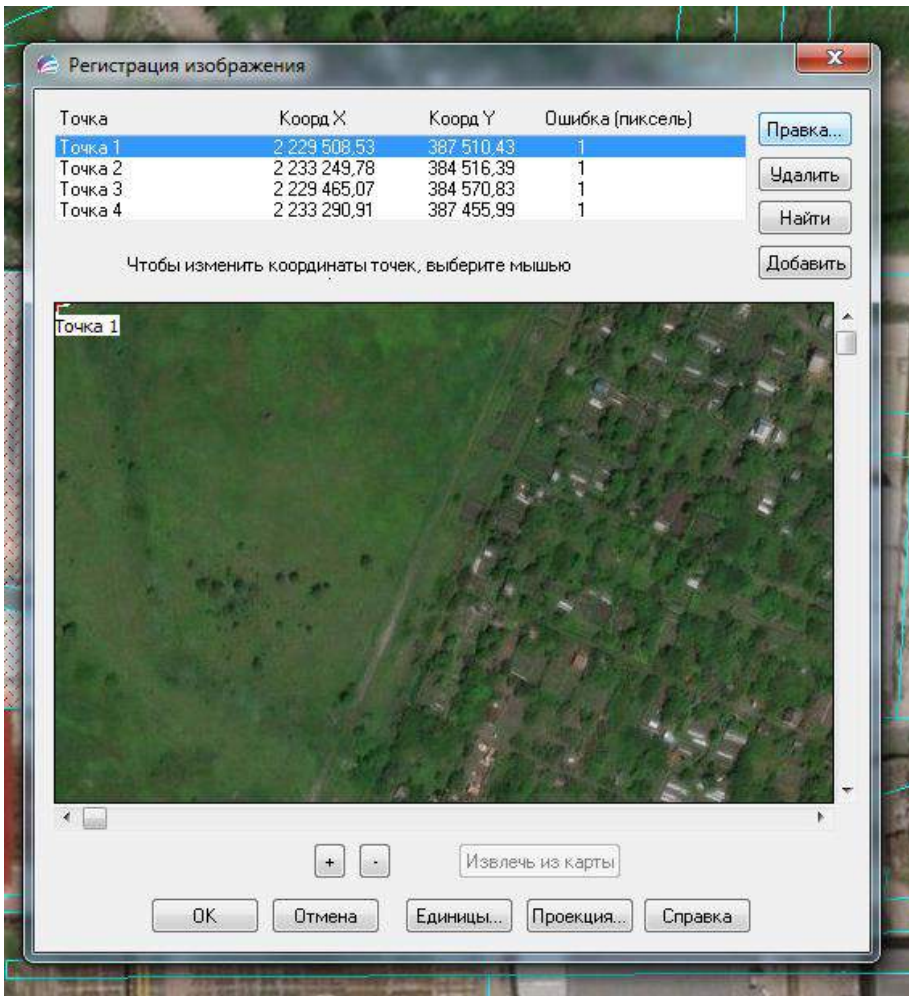 Регистрация изображения
Точка Коорд X Коорд Y Ошибка (пиксель)
Правка...
Точка 1 2 229 508,53 387 510,43 1
Точка 2 2 233 249,78 384 516,39 1
Удалить
Точка 3 2 229 465,07 384 570,83 1
Точка 4 2 233 290,91 387 455,99 1
Найти
Чтобы изменить координаты точек, выберите мышью
Добавить
Точка 1
+ - Извлечь из карты
OK Отмена Единицы... Проекция... Справка